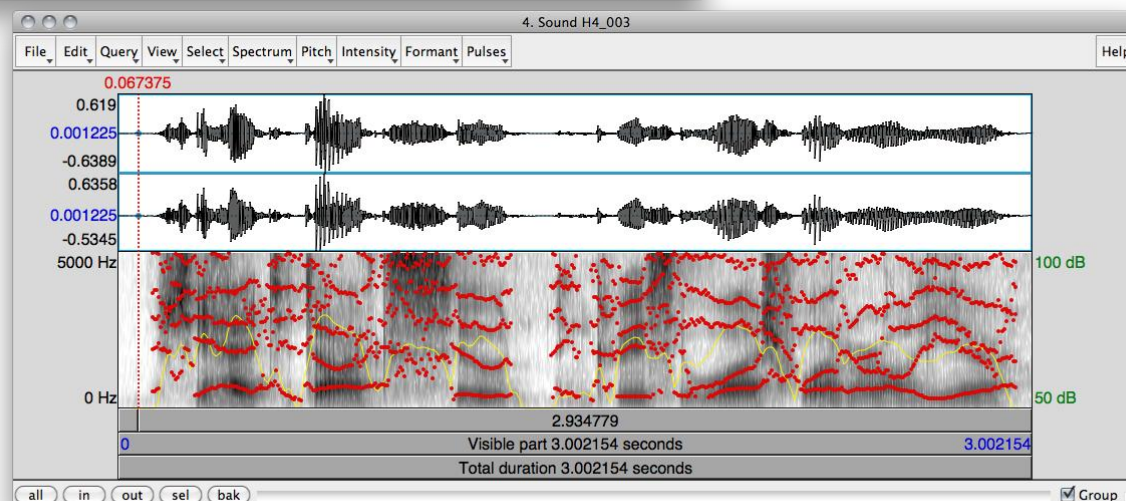 4. Sound H4_003
File Edit Query View Select Spectrum Pitch Intensity Formant Pulses Help
0.067375
0.619
0.001225
-0.6389
0.6358
0.001225
-0.5345
5000 Hz 100 dB
0 Hz 50 dB
2.934779
0 Visible part 3.002154 seconds 3.002154
Total duration 3.002154 seconds
all in out sel bak Group